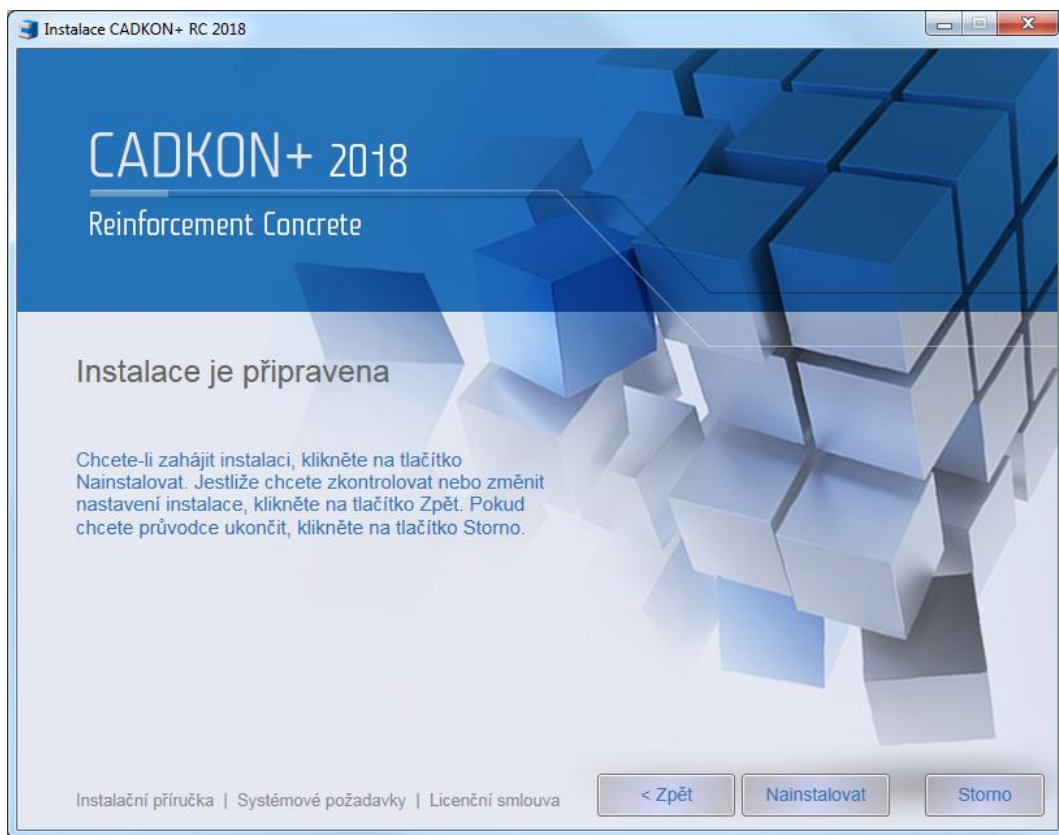 Instalace CADKON+ RC 2018
CADKON+ 2018
Reinforcement Concrete
Instalace je připravena
Chcete-li zahájit instalaci, klikněte na tlačítko
Nainstalovat. Jestliže chcete zkontrolovat nebo změnit
nastavení instalace, klikněte na tlačítko Zpět. Pokud
chcete průvodce ukončit, klikněte na tlačítko Storno.
Instalační příručka | Systémové požadavky | Licenční smlouva
< Zpět
Nainstalovat
Storno